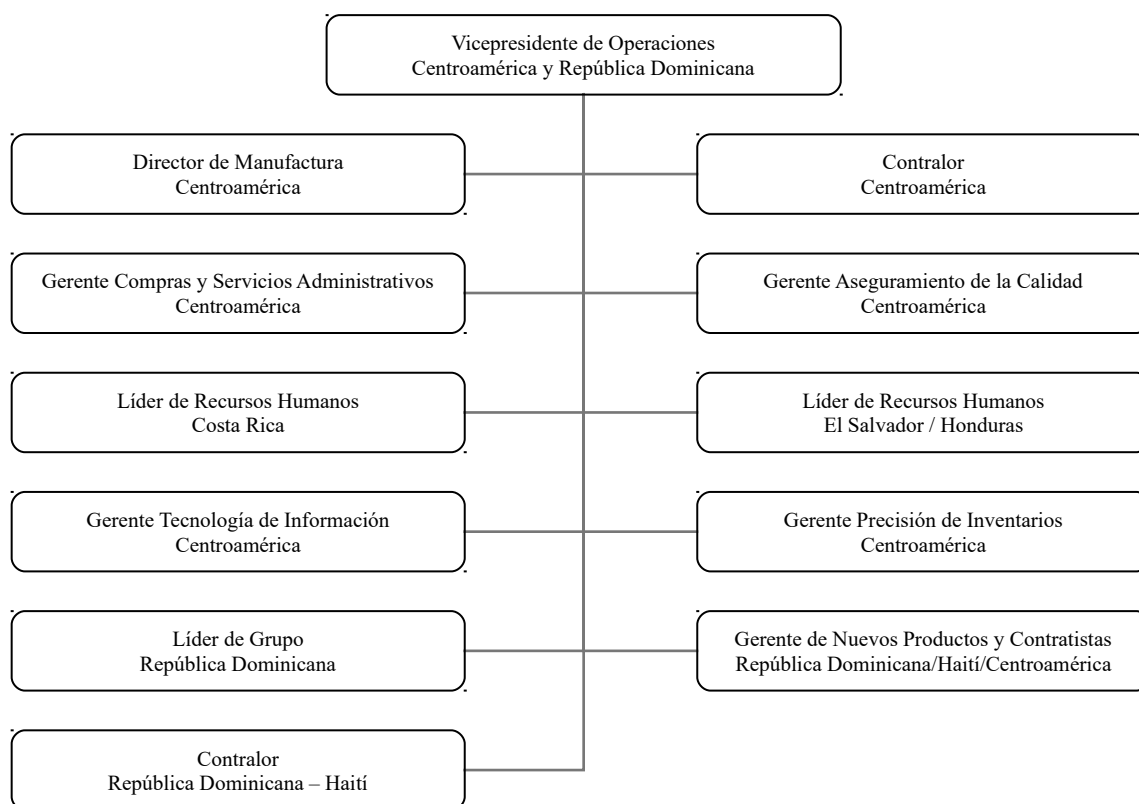 Vicepresidente de Operaciones
Centroamérica y República Dominicana
Director de Manufactura
Centroamérica
Contralor
Centroamérica
Gerente Compras y Servicios Administrativos
Centroamérica
Gerente Aseguramiento de la Calidad
Centroamérica
Líder de Recursos Humanos
Costa Rica
Líder de Recursos Humanos
El Salvador / Honduras
Gerente Tecnología de Información
Centroamérica
Gerente Precisión de Inventarios
Centroamérica
Líder de Grupo
República Dominicana
Gerente de Nuevos Productos y Contratistas
República Dominicana/Haití/Centroamérica
Contralor
República Dominicana – Haití